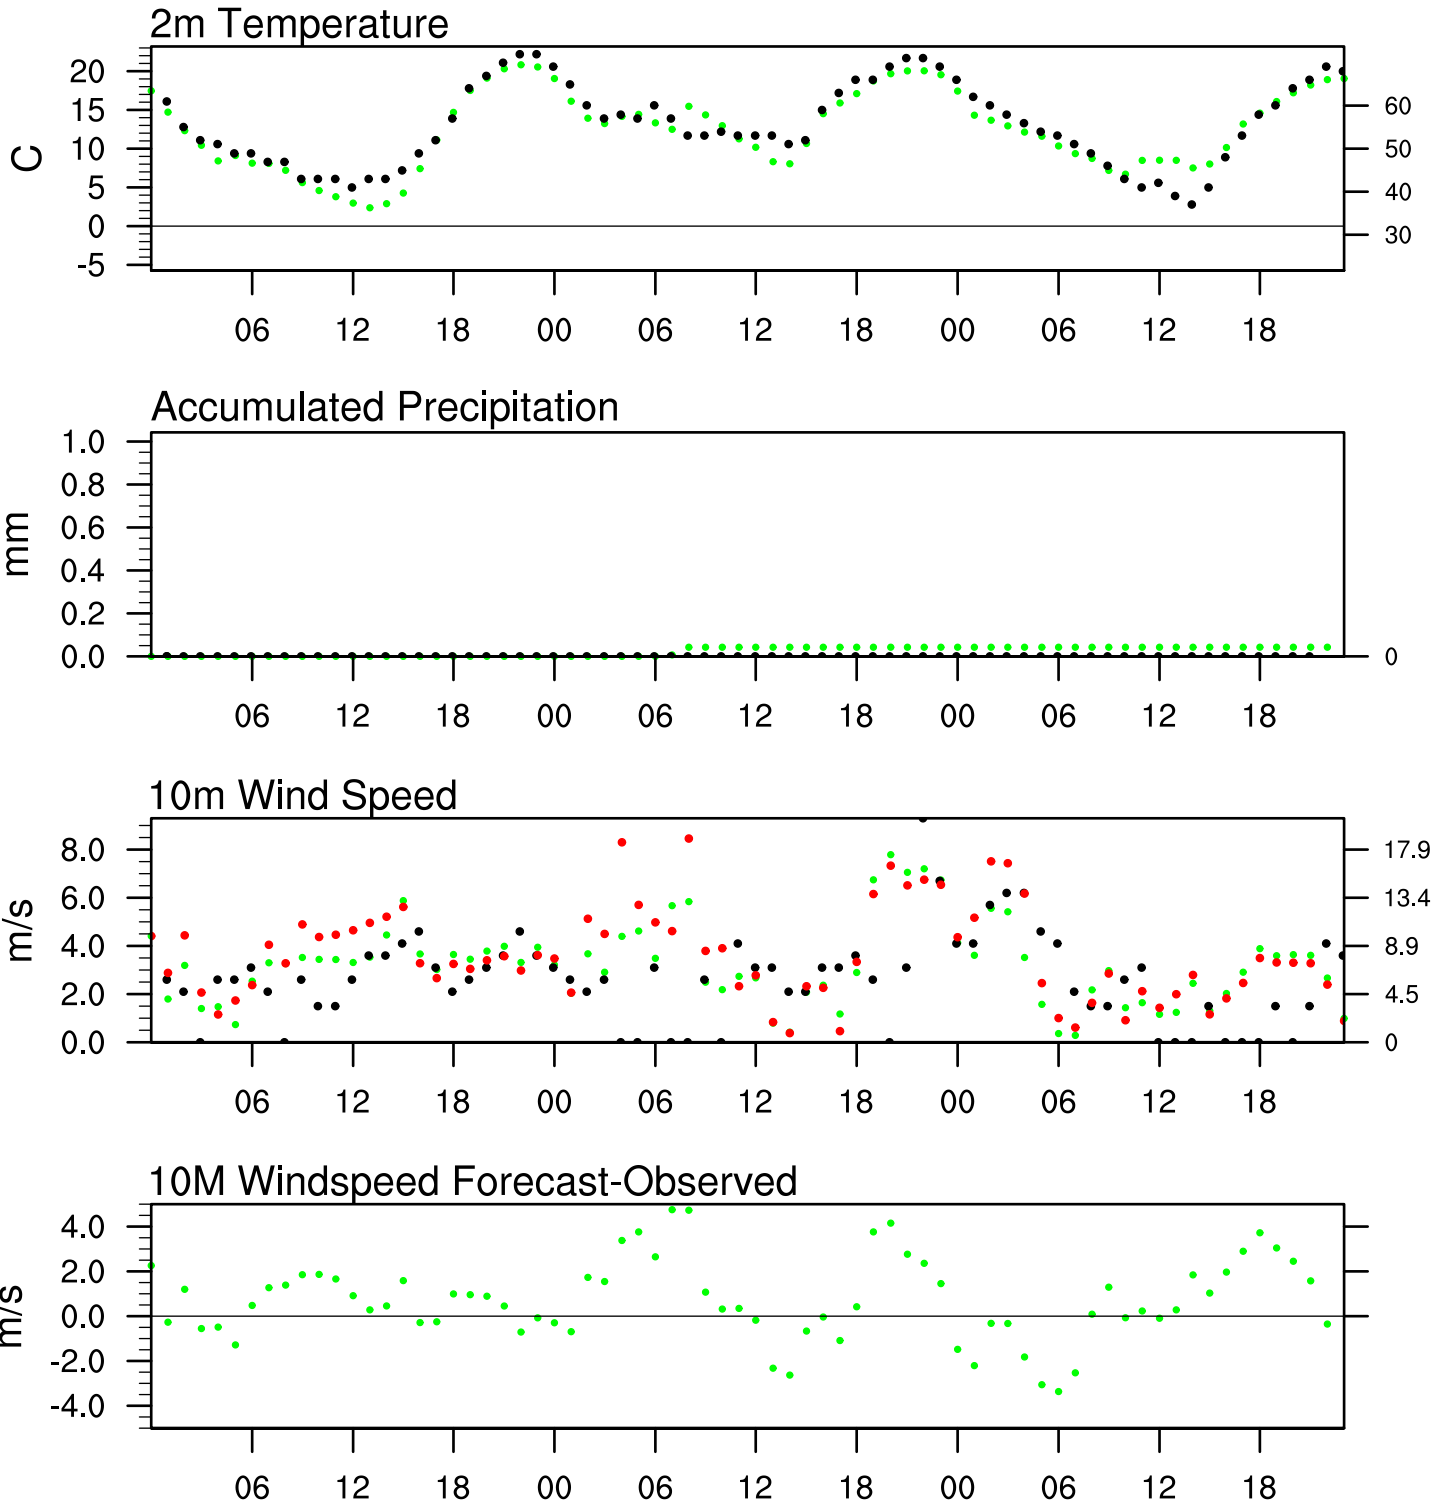 2m Temperature
20
15
10
5
0
-5
C
60
50
40
30
06 12 18 00 06 12 18 00 06 12 18
Accumulated Precipitation
1.0
0.8
0.6
0.4
0.2
0.0
mm
0
06 12 18 00 06 12 18 00 06 12 18
10m Wind Speed
8.0
6.0
4.0
2.0
0.0
m/s
17.9
13.4
8.9
4.5
0
06 12 18 00 06 12 18 00 06 12 18
10M Windspeed Forecast-Observed
4.0
2.0
0.0
-2.0
-4.0
m/s
06 12 18 00 06 12 18 00 06 12 18